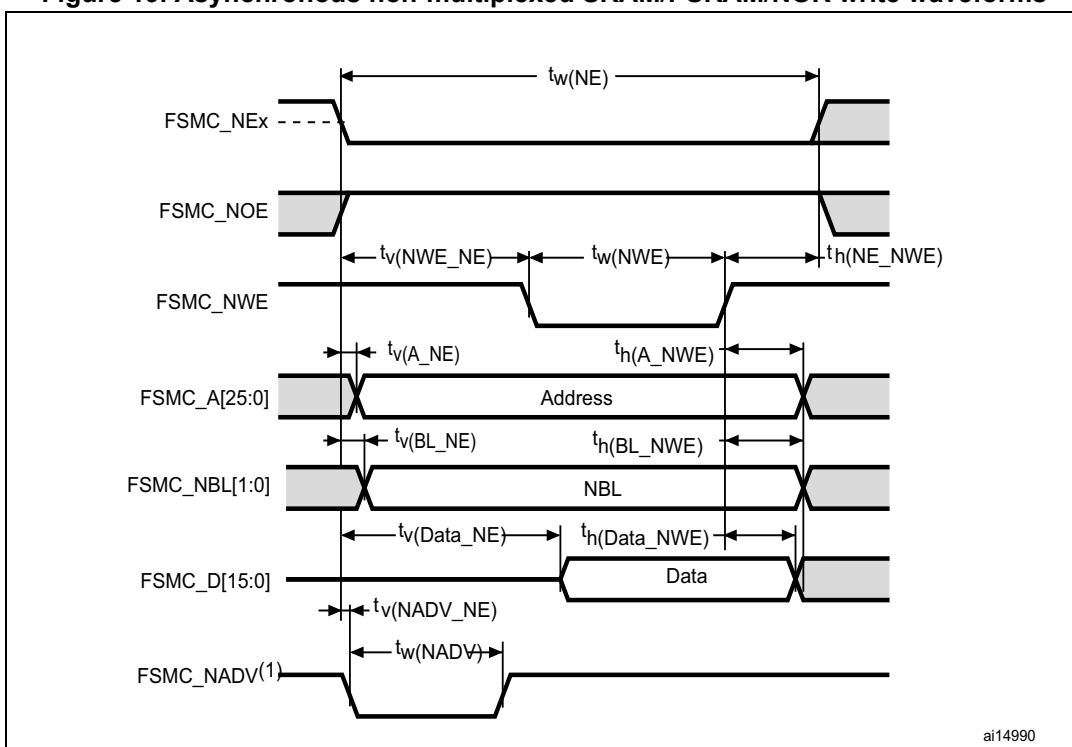 Figure 19. Asynchronous non-multiplexed SRAM/PSRAM/NOR write waveforms
tw(NE)
FSMC_NEx
FSMC_NOE
tv(NWE_NE) tw(NWE) th(NE_NWE)
FSMC_NWE
tv(A_NE) th(A_NWE)
FSMC_A[25:0] Address
tv(BL_NE) th(BL_NWE)
FSMC_NBL[1:0] NBL
tv(Data_NE) th(Data_NWE)
FSMC_D[15:0] Data
tv(NADV_NE)
tw(NADV)
FSMC_NADV(1)
ai14990